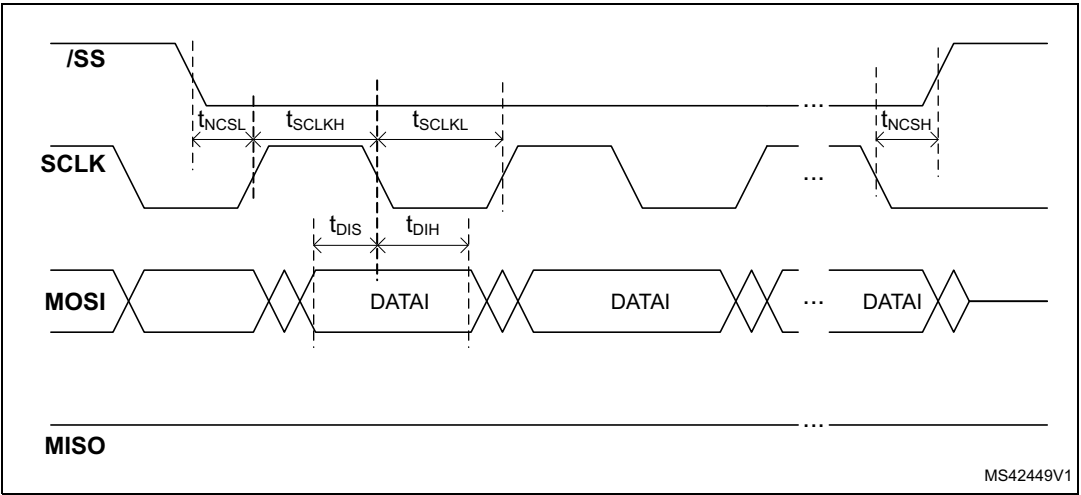 /SS
...
tNCSL
tSCLKH
tSCLKL
tNCSH
SCLK
...
tDIS
tDIH
MOSI
DATAI
DATAI
...
DATAI
...
MISO
MS42449V1